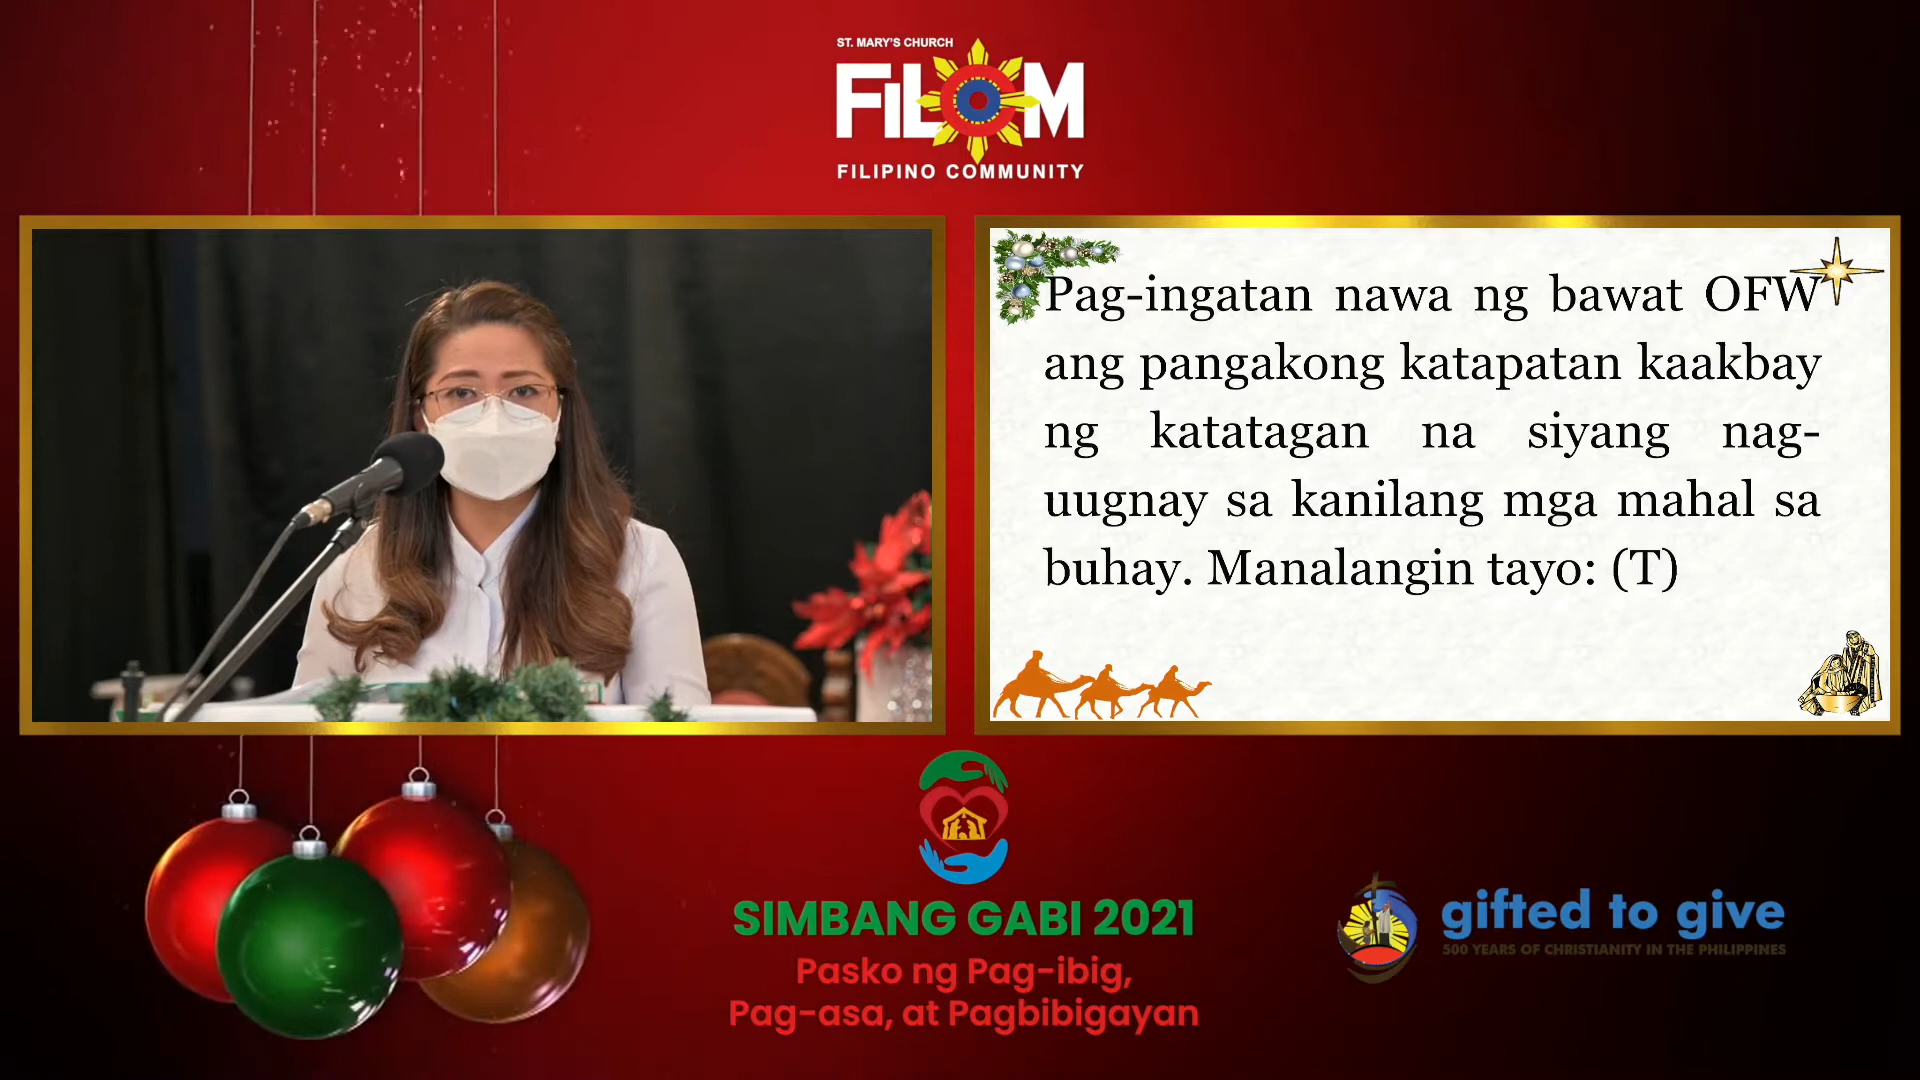 ST. MARY'S CHURCH
FiLCOM
FILIPINO COMMUNITY
Pag-ingatan nawa ng bawat OFW
ang pangakong katapatan kaakbay
ng katatagan na siyang nag-
uugnay sa kanilang mga mahal sa
buhay. Manalangin tayo: (T)
SIMBANG GABI 2021
Pasko ng Pag-ibig,
Pag-asa, at Pagbibigayan
gifted to give
500 YEARS OF CHRISTIANITY IN THE PHILIPPINES